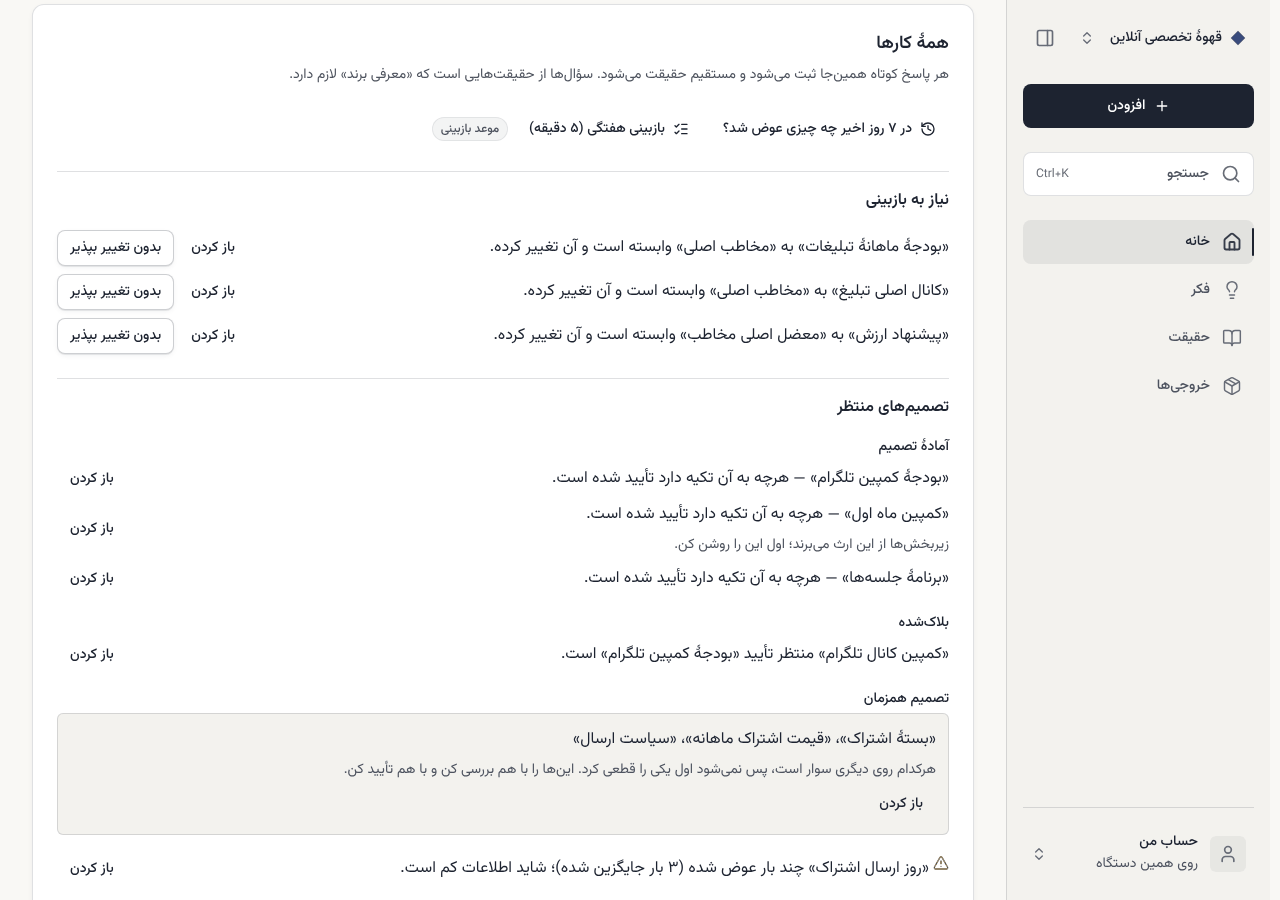 قهوهٔ تخصصی آنلاین
افزودن
جستجو
Ctrl+K
خانه
فکر
حقیقت
خروجی‌ها
حساب من
روی همین دستگاه
همهٔ کارها
هر پاسخ کوتاه همین‌جا ثبت می‌شود و مستقیم حقیقت می‌شود. سؤال‌ها از حقیقت‌هایی است که «معرفی برند» لازم دارد.
در ۷ روز اخیر چه چیزی عوض شد؟ بازبینی هفتگی (۵ دقیقه) موعد بازبینی
نیاز به بازبینی
«بودجهٔ ماهانهٔ تبلیغات» به «مخاطب اصلی» وابسته است و آن تغییر کرده. باز کردن بدون تغییر بپذیر
«کانال اصلی تبلیغ» به «مخاطب اصلی» وابسته است و آن تغییر کرده. باز کردن بدون تغییر بپذیر
«پیشنهاد ارزش» به «معضل اصلی مخاطب» وابسته است و آن تغییر کرده. باز کردن بدون تغییر بپذیر
تصمیم‌های منتظر
آمادهٔ تصمیم
«بودجهٔ کمپین تلگرام» — هرچه به آن تکیه دارد تأیید شده است. باز کردن
«کمپین ماه اول» — هرچه به آن تکیه دارد تأیید شده است. باز کردن
زیربخش‌ها از این ارث می‌برند؛ اول این را روشن کن.
«برنامهٔ جلسه‌ها» — هرچه به آن تکیه دارد تأیید شده است. باز کردن
بلاک‌شده
«کمپین کانال تلگرام» منتظر تأیید «بودجهٔ کمپین تلگرام» است. باز کردن
تصمیم همزمان
«بستهٔ اشتراک»، «قیمت اشتراک ماهانه»، «سیاست ارسال»
هرکدام روی دیگری سوار است، پس نمی‌شود اول یکی را قطعی کرد. این‌ها را با هم بررسی کن و با هم تأیید کن.
باز کردن
«روز ارسال اشتراک» چند بار عوض شده (۳ بار جایگزین شده)؛ شاید اطلاعات کم است. باز کردن